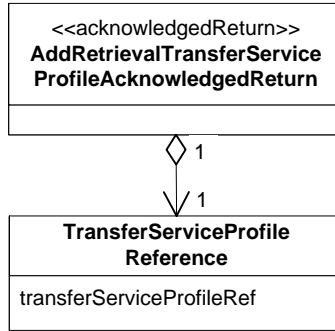 <<acknowledgedReturn>>
AddRetrievalTransferService
ProfileAcknowledgedReturn
1
1
TransferServiceProfile
Reference
transferServiceProfileRef